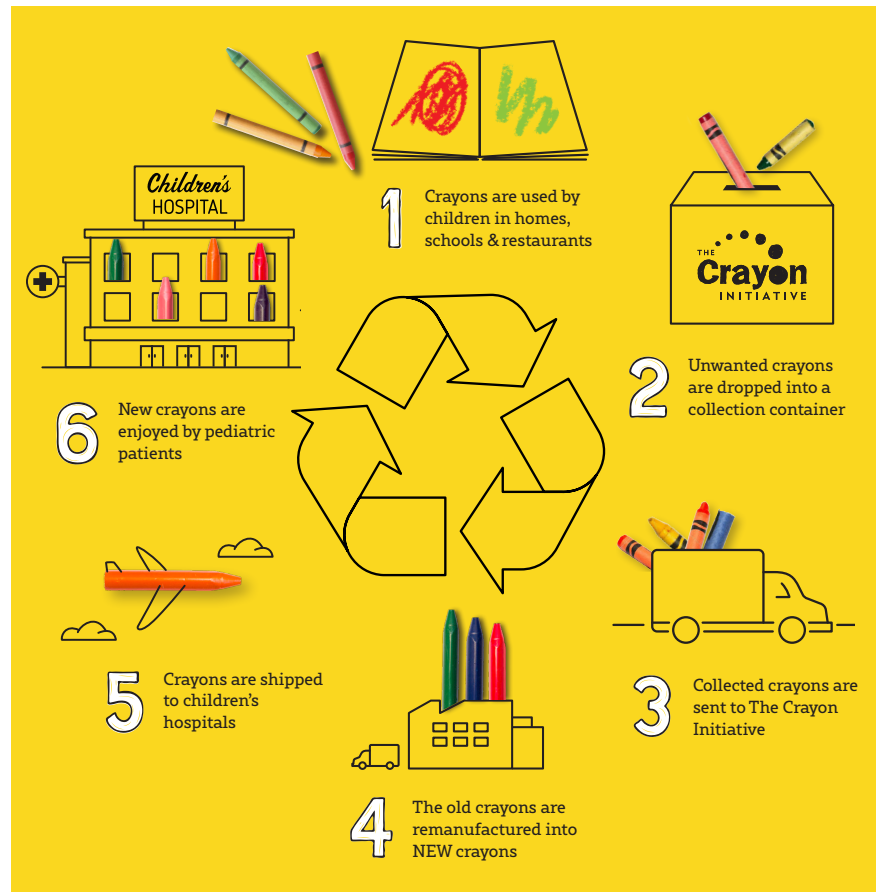 1
Crayons are used by
children in homes,
schools & restaurants
THE
Crayon
INITIATIVE
2
Unwanted crayons
are dropped into a
collection container
3
Collected crayons are
sent to The Crayon
Initiative
4
The old crayons are
remanufactured into
NEW crayons
5
Crayons are shipped
to children’s
hospitals
Children's
HOSPITAL
6
New crayons are
enjoyed by pediatric
patients